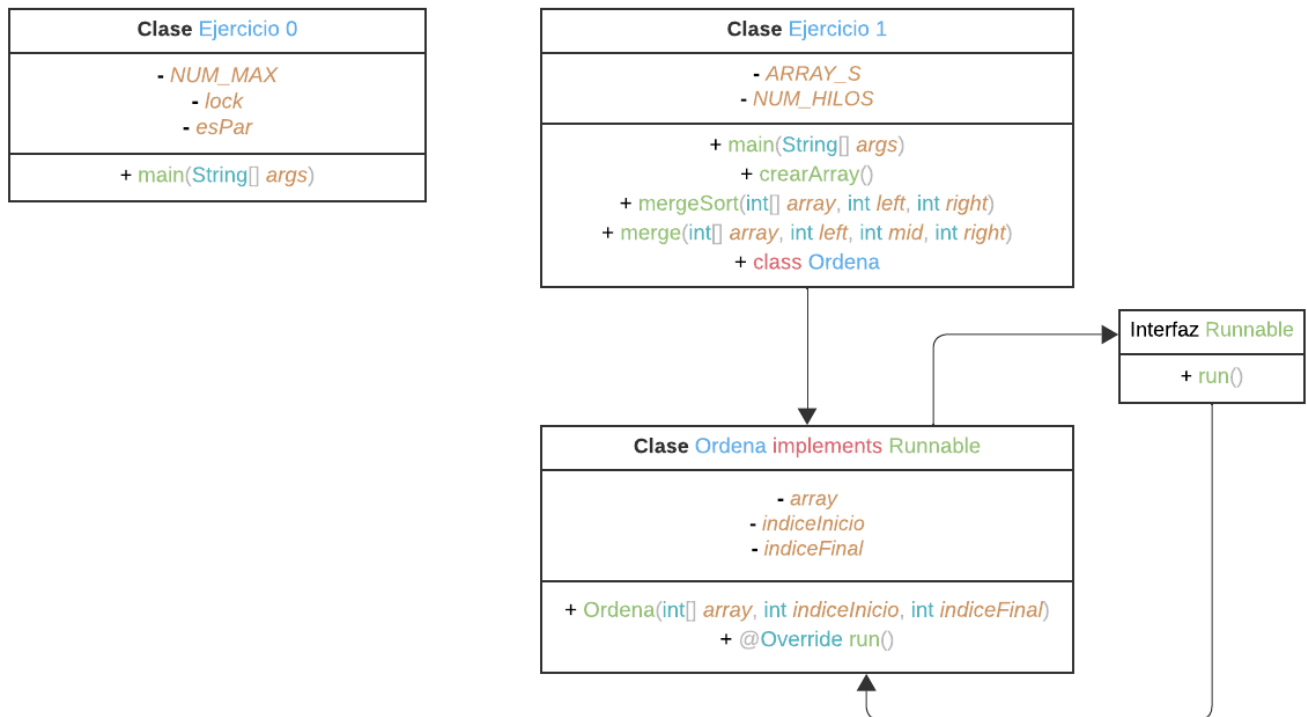 Clase Ejercicio 0
- NUM_MAX
- lock
- esPar
+ main(String[] args)
Clase Ejercicio 1
- ARRAY_S
- NUM_HILOS
+ main(String[] args)
+ crearArray()
+ mergeSort(int[] array, int left, int right)
+ merge(int[] array, int left, int mid, int right)
+ class Ordena
Interfaz Runnable
+ run()
Clase Ordena implements Runnable
- array
- indiceInicio
- indiceFinal
+ Ordena(int[] array, int indiceInicio, int indiceFinal)
+ @Override run()